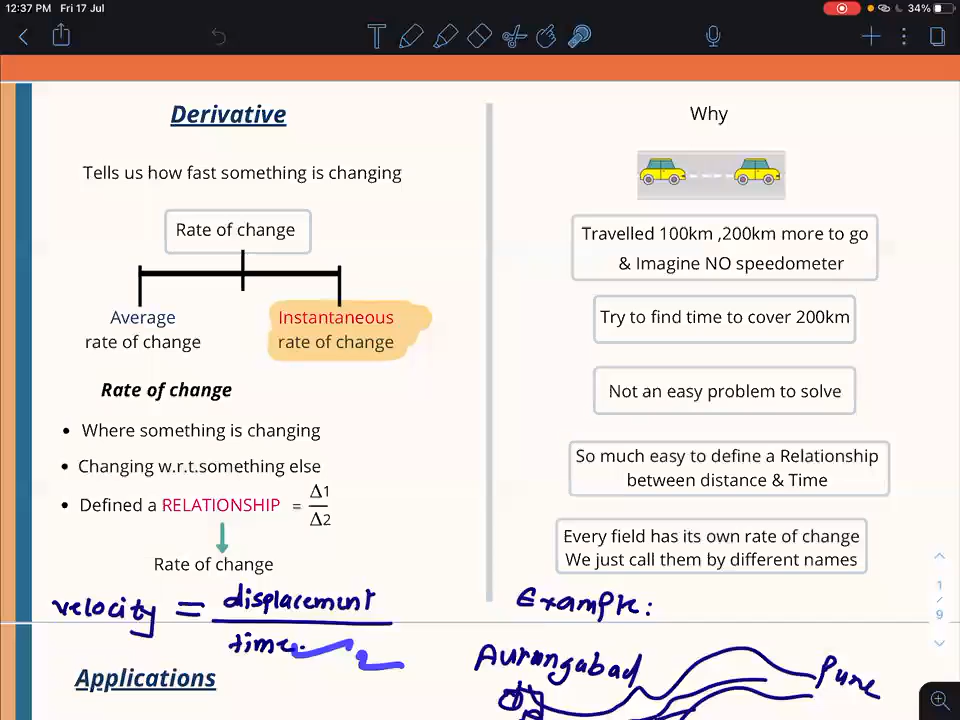 12:37 PM Fri 17 Jul
34%
Derivative
Tells us how fast something is changing
Rate of change
Average
rate of change
Instantaneous
rate of change
Rate of change
• Where something is changing
• Changing w.r.t.something else
• Defined a RELATIONSHIP = Δ1
Δ2
Rate of change
velocity = displacement
time
Applications
Why
Travelled 100km ,200km more to go
& Imagine NO speedometer
Try to find time to cover 200km
Not an easy problem to solve
So much easy to define a Relationship
between distance & Time
Every field has its own rate of change
We just call them by different names
Example:
Aurangabad
Pune
1
/
9